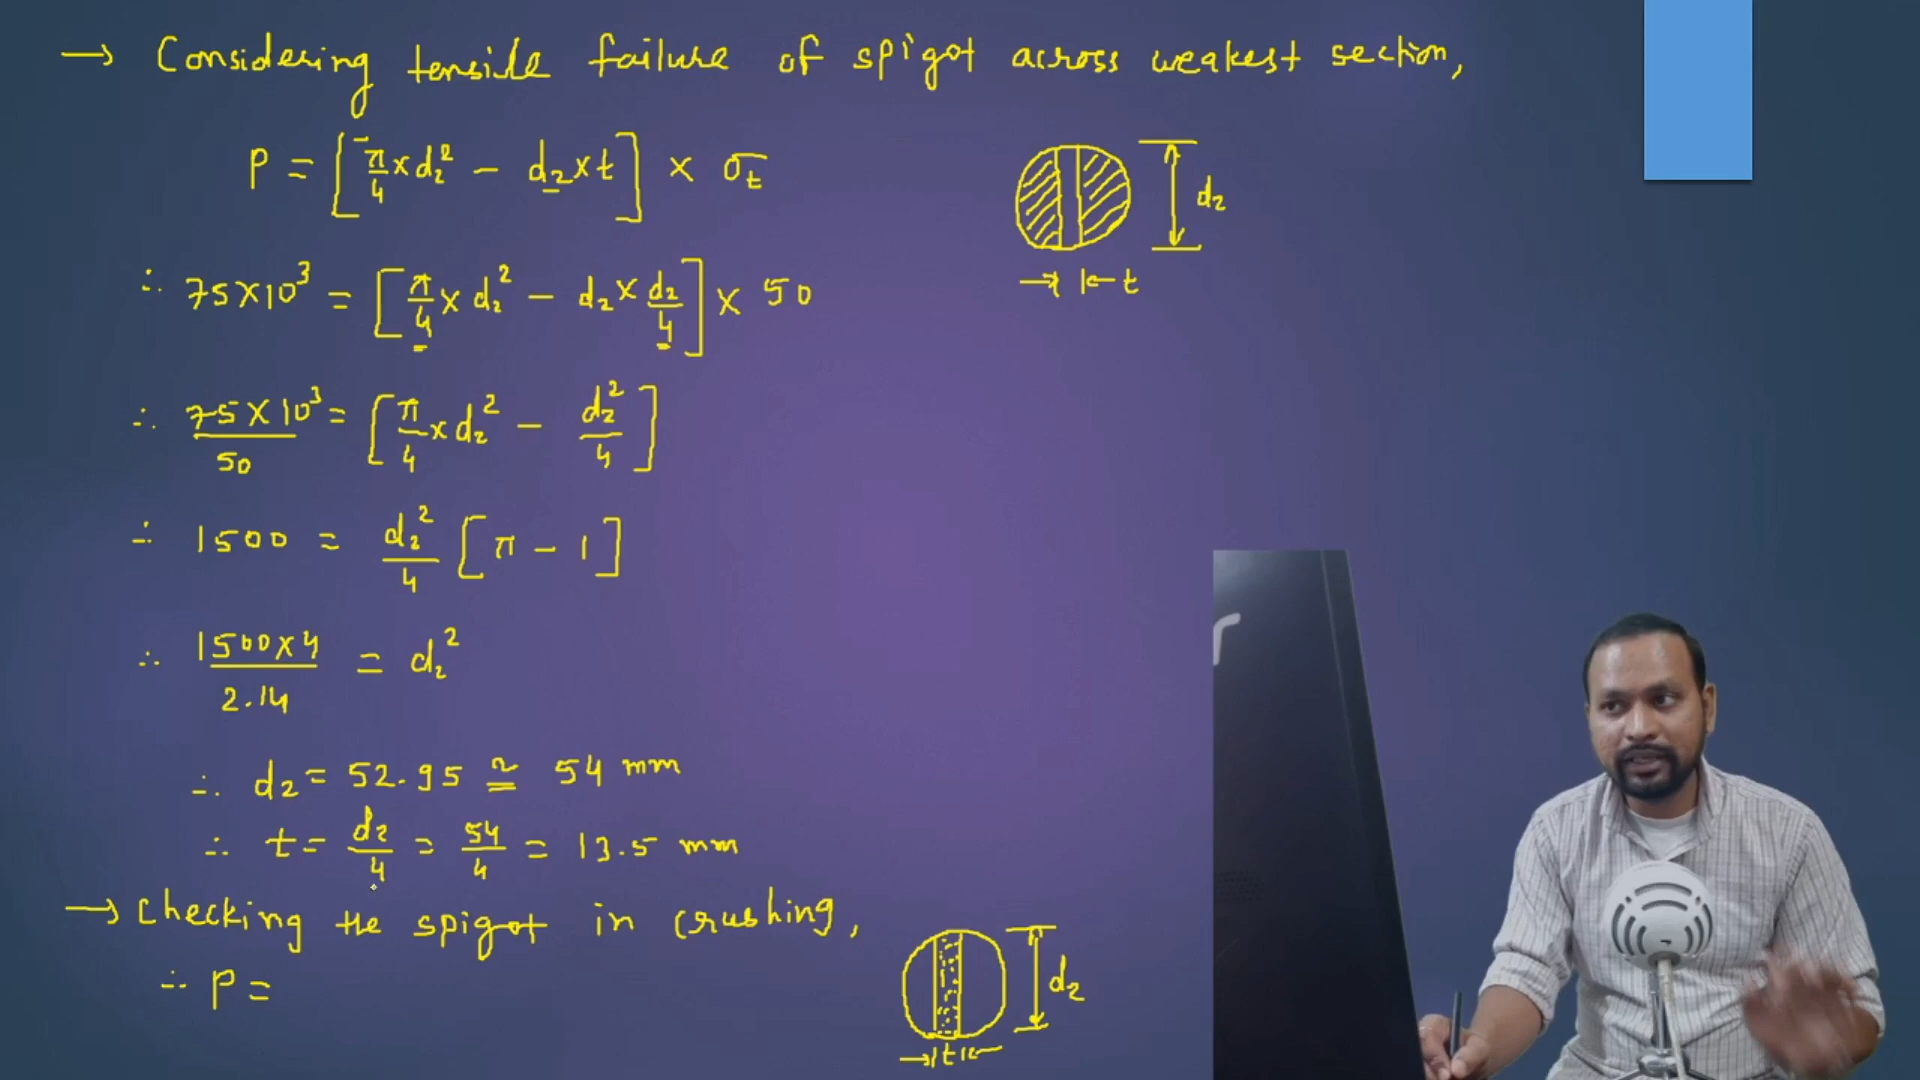 → Considering tensile failure of spigot across weakest section,
P = [π/4 × d₂² − d₂ × t] × σt
d₂
t
∴ 75×10³ = [π/4 × d₂² − d₂ × d₂/4] × 50
∴ 75×10³/50 = [π/4 × d₂² − d₂²/4]
∴ 1500 = d₂²/4 [π − 1]
∴ 1500×4/2.14 = d₂²
∴ d₂ = 52.95 ≅ 54 mm
∴ t = d₂/4 = 54/4 = 13.5 mm
→ Checking the spigot in crushing,
∴ P =
d₂
t
r